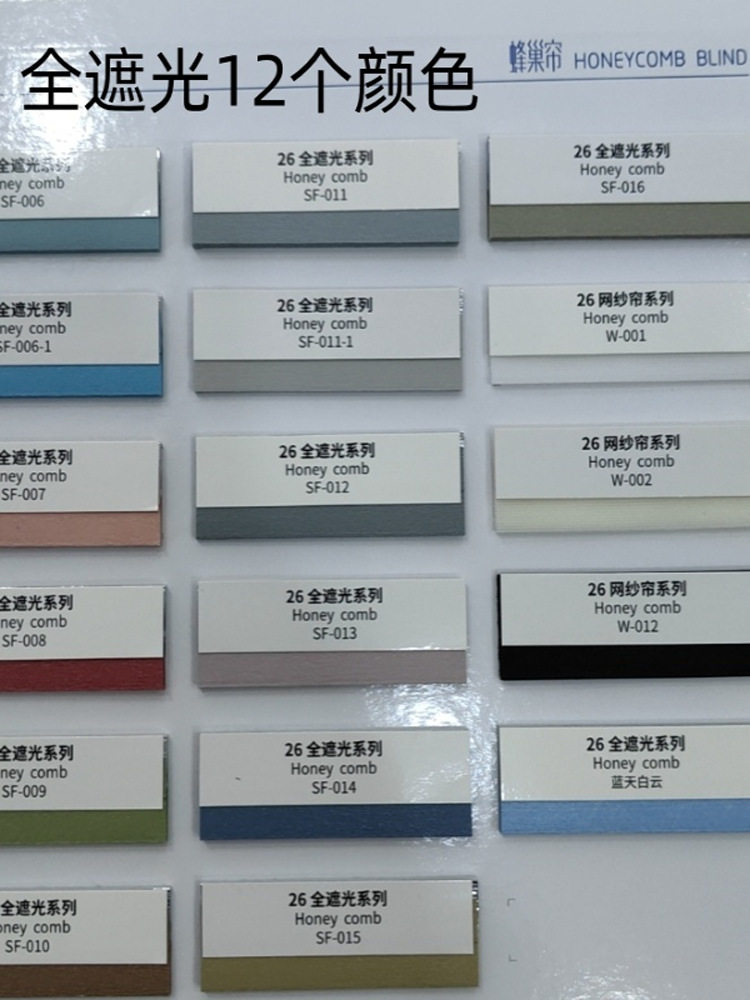 全遮光12个颜色
蜂巢帘 HONEYCOMB BLIND
全遮光系列
ney comb
SF-006
26 全遮光系列
Honey comb
SF-011
26 全遮光系列
Honey comb
SF-016
全遮光系列
ney comb
SF-006-1
26 全遮光系列
Honey comb
SF-011-1
26 网纱帘系列
Honey comb
W-001
全遮光系列
ney comb
SF-007
26 全遮光系列
Honey comb
SF-012
26 网纱帘系列
Honey comb
W-002
全遮光系列
ney comb
SF-008
26 全遮光系列
Honey comb
SF-013
26 网纱帘系列
Honey comb
W-012
全遮光系列
ney comb
SF-009
26 全遮光系列
Honey comb
SF-014
26 全遮光系列
Honey comb
蓝天白云
全遮光系列
oney comb
SF-010
26 全遮光系列
Honey comb
SF-015